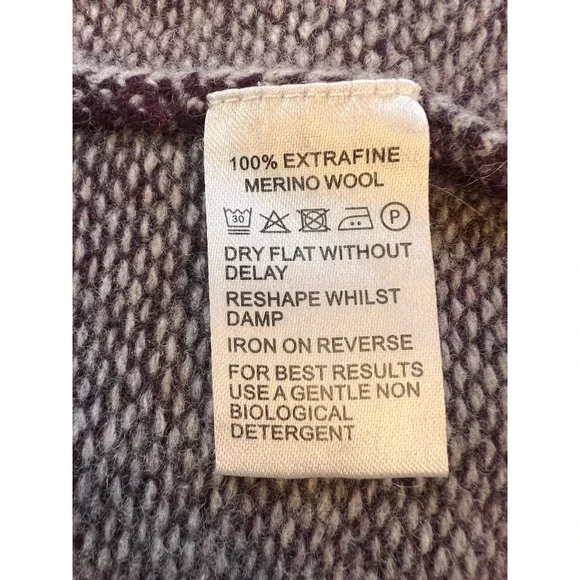 100% EXTRAFINE
MERINO WOOL
30 P
DRY FLAT WITHOUT
DELAY
RESHAPE WHILST
DAMP
IRON ON REVERSE
FOR BEST RESULTS
USE A GENTLE NON
BIOLOGICAL
DETERGENT